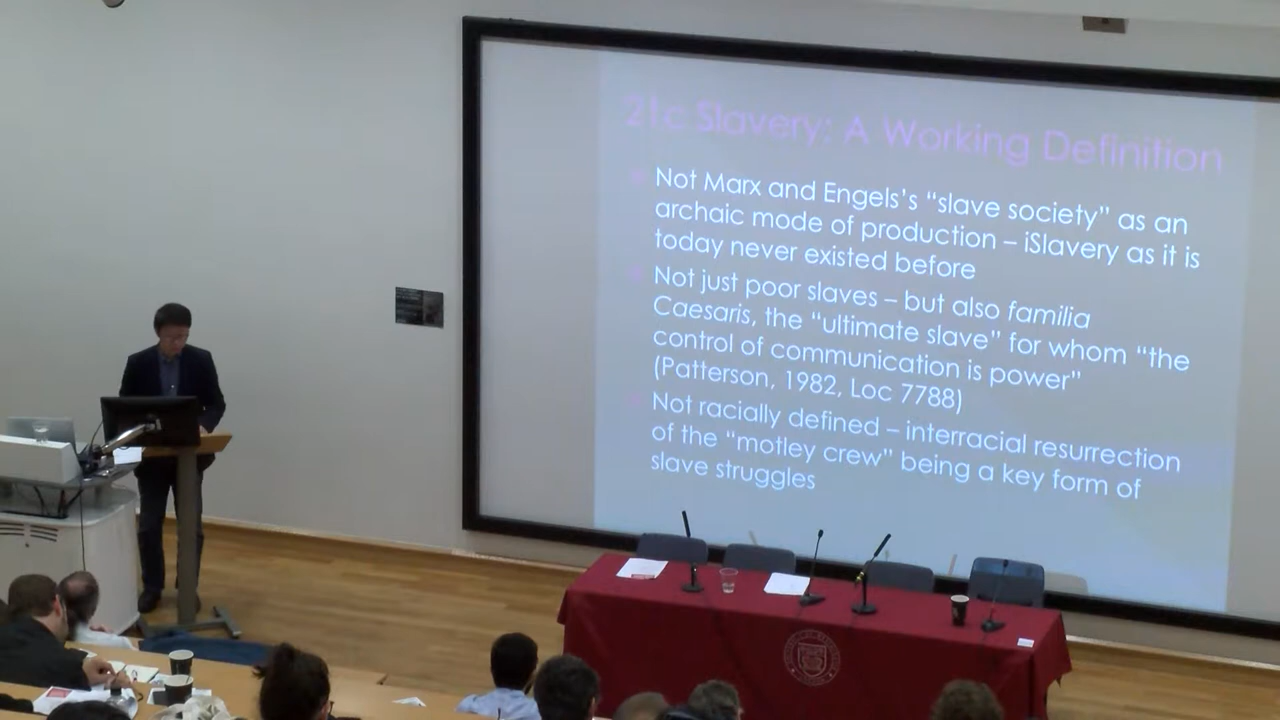 21c Slavery: A Working Definition
Not Marx and Engels's “slave society” as an
archaic mode of production – iSlavery as it is
today never existed before
Not just poor slaves – but also familia
Caesaris, the “ultimate slave” for whom “the
control of communication is power”
(Patterson, 1982, Loc 7788)
Not racially defined – interracial resurrection
of the “motley crew” being a key form of
slave struggles